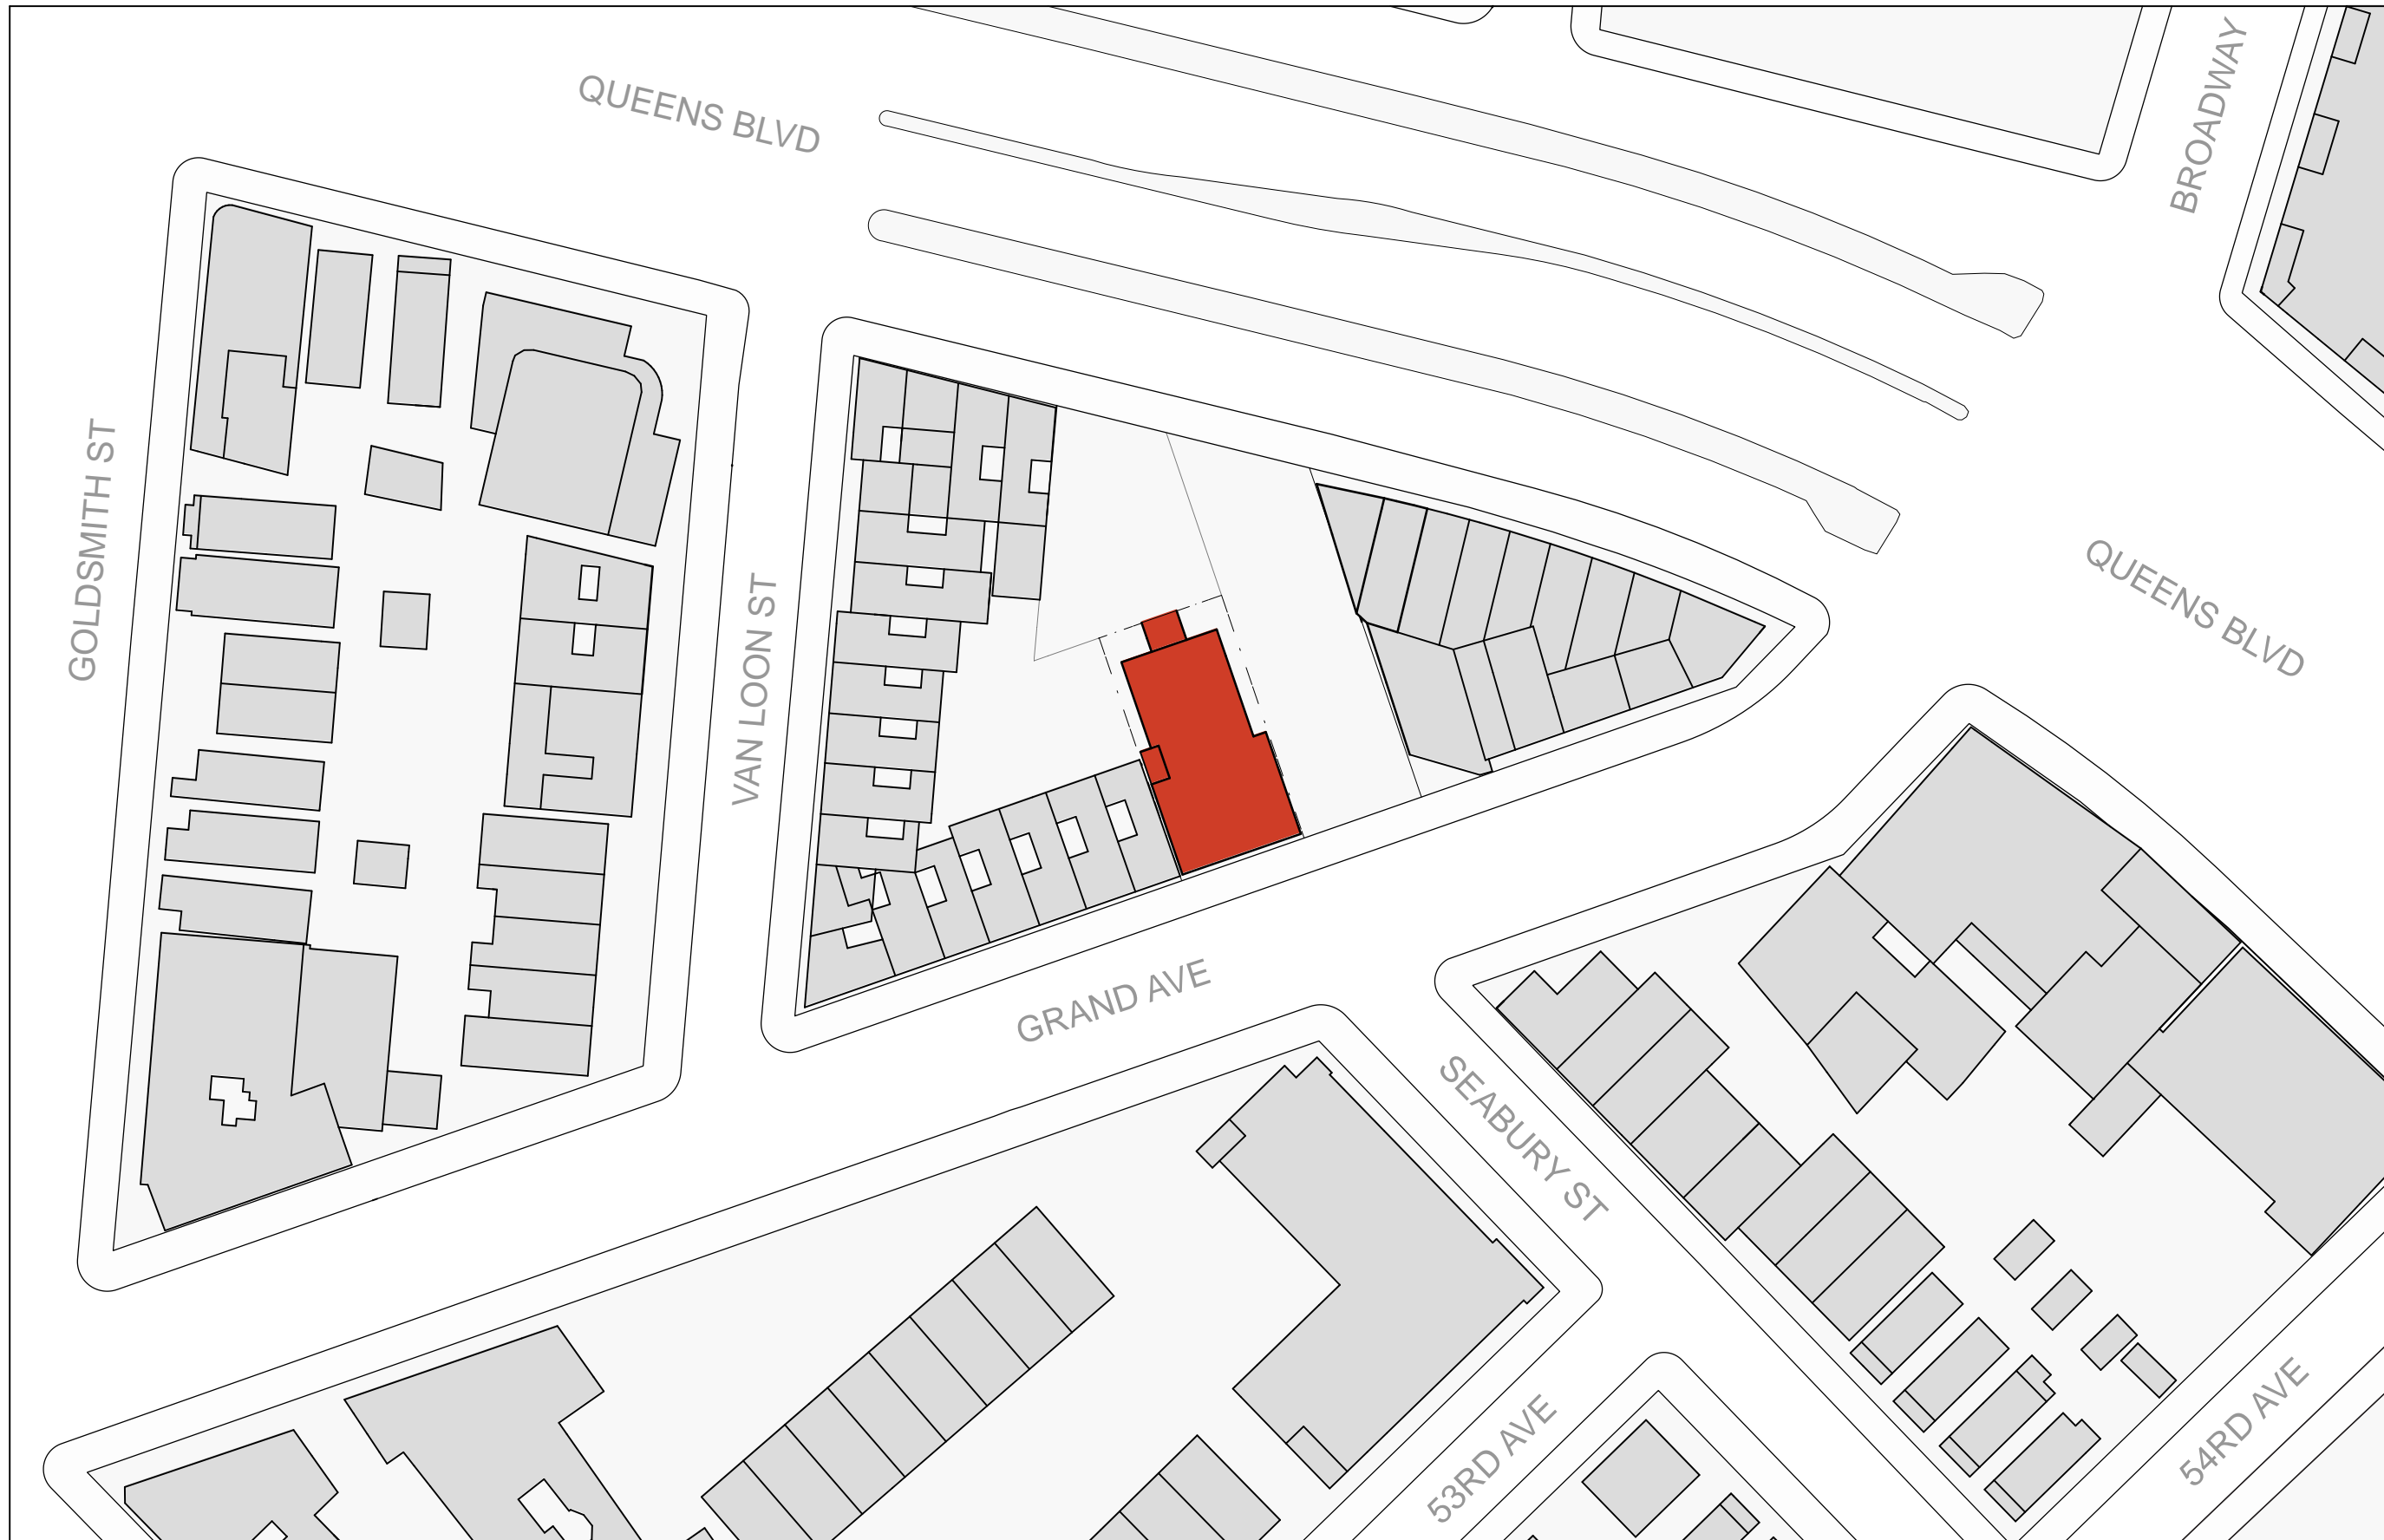 QUEENS BLVD
BROADWAY
GOLDSMITH ST
VAN LOON ST
QUEENS BLVD
GRAND AVE
SEABURY ST
53RD AVE
54RD AVE